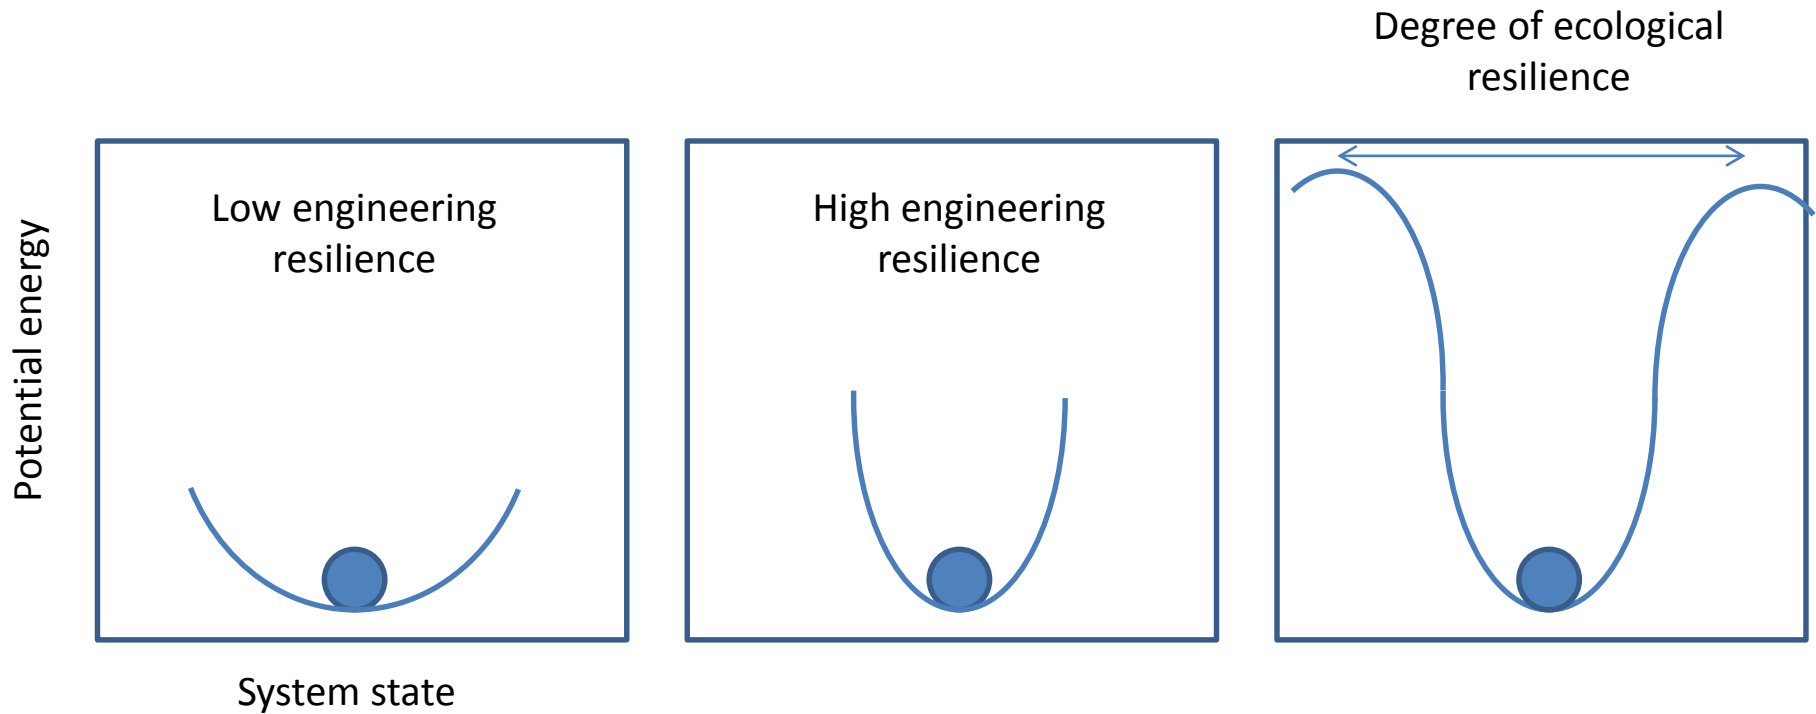 Degree of ecological
resilience
Low engineering
resilience
High engineering
resilience
Potential energy
System state